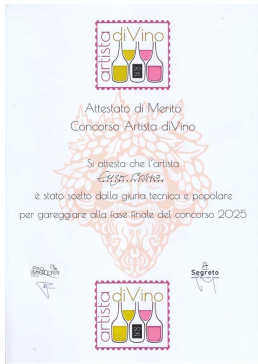 artista
diVino
Attestato di Merito
Concorso Artista diVino
Si attesta che l'artista
è stato scelto dalla giuria tecnica e popolare
per gareggiare alla fase finale del concorso 2025
Segreto
artista
diVino